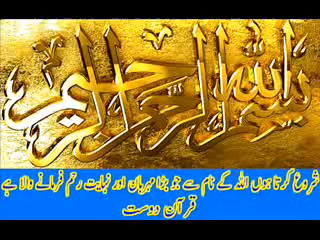 بسم الله الرحمن الرحيم
شروع کرتا ہوں اللہ کے نام سے جو بڑا مہربان اور نہایت رحم فرمانے والا ہے
قرآن دوست